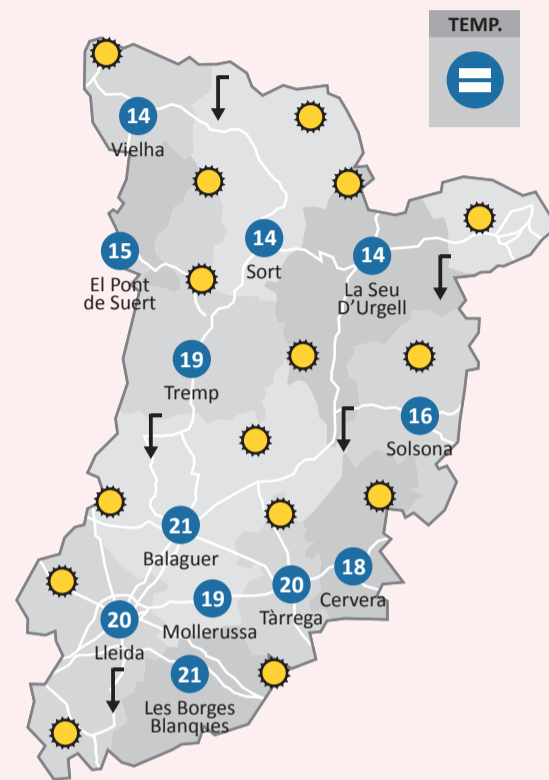 TEMP.
14
Vielha
15
El Pont
de Suert
14
Sort
14
La Seu
D'Urgell
19
Tremp
16
Solsona
21
Balaguer
18
Cervera
20
Tàrrega
19
Mollerussa
20
Lleida
21
Les Borges
Blanques